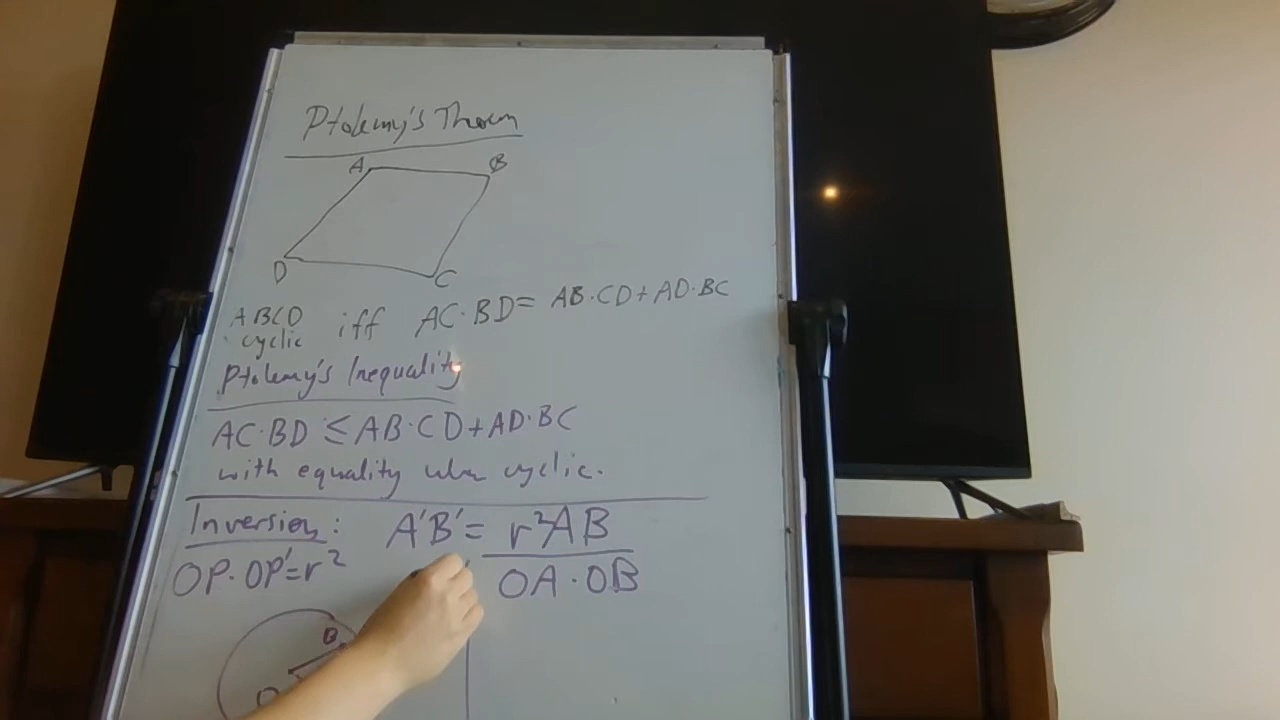 Ptolemy's Theorem
A B
D C
ABCD
cyclic iff AC·BD = AB·CD + AD·BC
Ptolemy's Inequality
AC·BD ≤ AB·CD + AD·BC
with equality when cyclic.
Inversion: A'B' = r²AB
OP·OP' = r² OA·OB
B
O